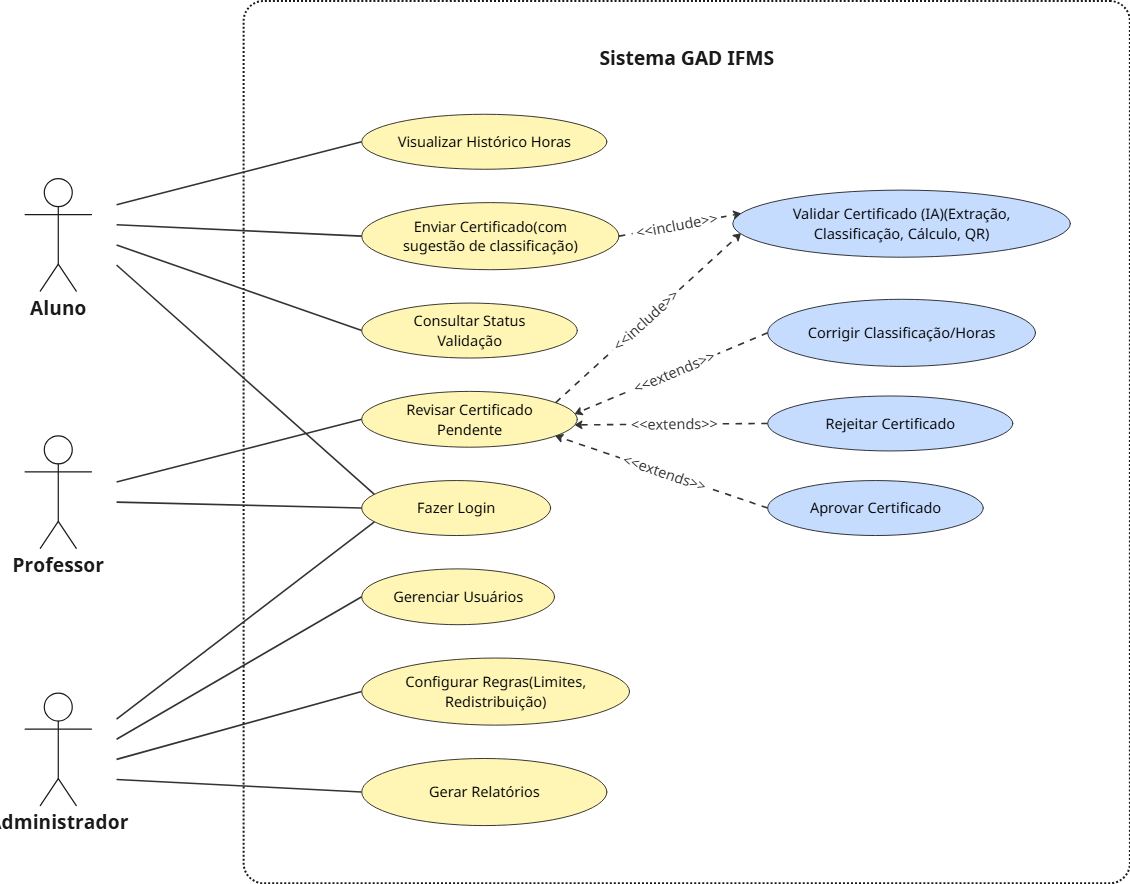 Sistema GAD IFMS
Visualizar Histórico Horas
Enviar Certificado(com
sugestão de classificação)
<<include>>
Validar Certificado (IA)(Extração,
Classificação, Cálculo, QR)
Aluno
Consultar Status
Validação
<<include>>
Corrigir Classificação/Horas
<<extends>>
Revisar Certificado
Pendente
<<extends>>
Rejeitar Certificado
<<extends>>
Fazer Login
Aprovar Certificado
Professor
Gerenciar Usuários
Configurar Regras(Limites,
Redistribuição)
Gerar Relatórios
dministrador